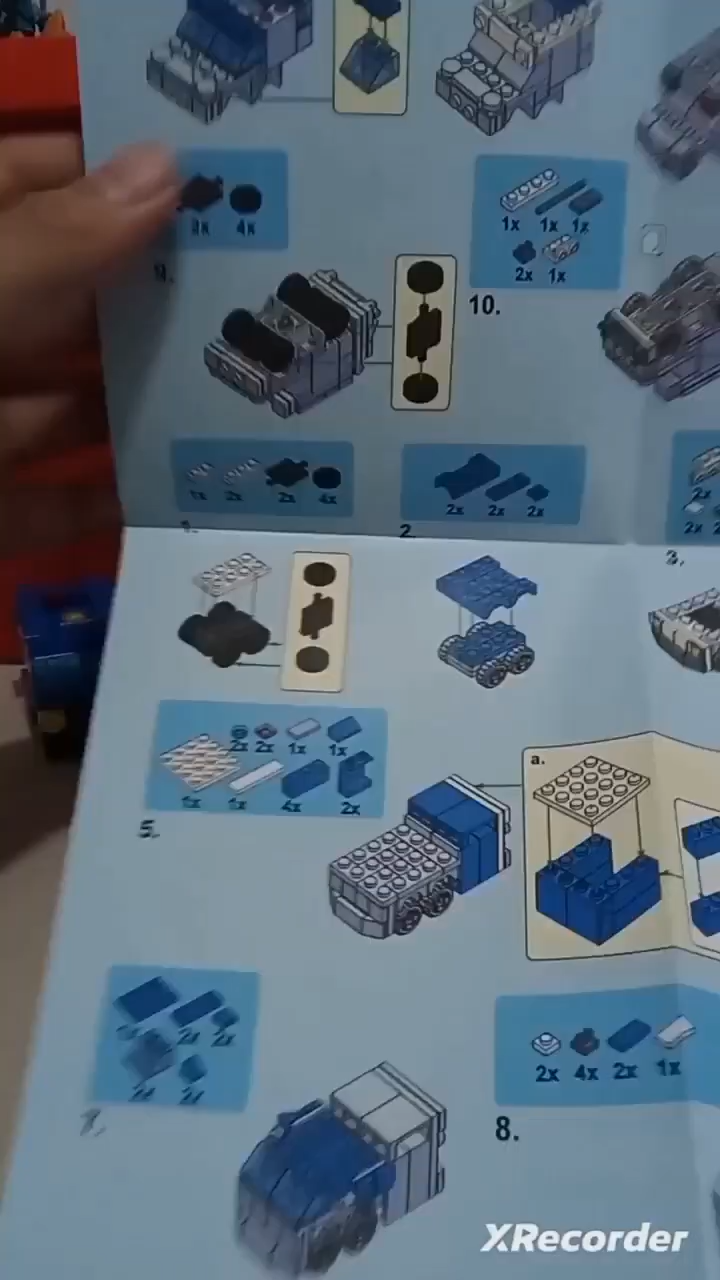 3x 4x
1x 1x 1x
2x 1x
9.
10.
1x 2x 2x 4x
2x 2x 2x
2x
2x
1.
2.
3.
2x 2x 1x 1x
1x 1x 4x 2x
a.
5.
2x 2x
2x 4x 2x 1x
7.
8.
XRecorder